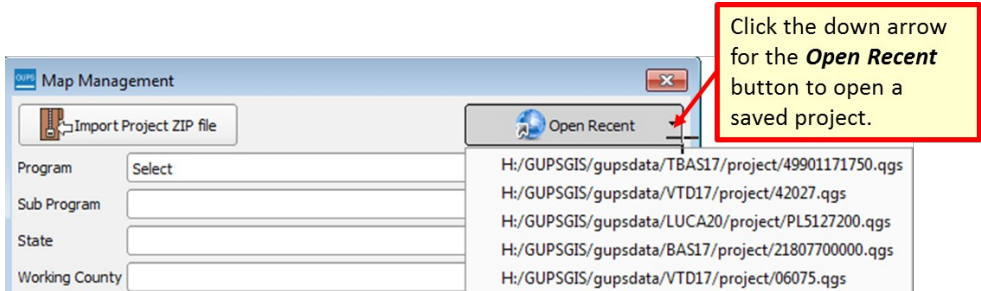 Click the down arrow
for the Open Recent
button to open a
saved project.
GUPS Map Management
Import Project ZIP file
Open Recent
Program Select
Sub Program
State
Working County
H:/GUPSGIS/gupsdata/TBAS17/project/49901171750.qgs
H:/GUPSGIS/gupsdata/VTD17/project/42027.qgs
H:/GUPSGIS/gupsdata/LUCA20/project/PL5127200.qgs
H:/GUPSGIS/gupsdata/BAS17/project/21807700000.qgs
H:/GUPSGIS/gupsdata/VTD17/project/06075.qgs